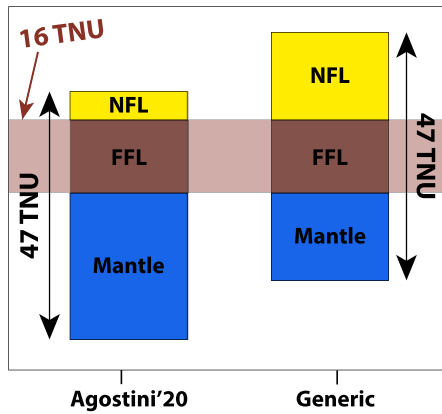 16 TNU
NFL
NFL
FFL
FFL
47 TNU
47 TNU
Mantle
Mantle
Agostini'20
Generic